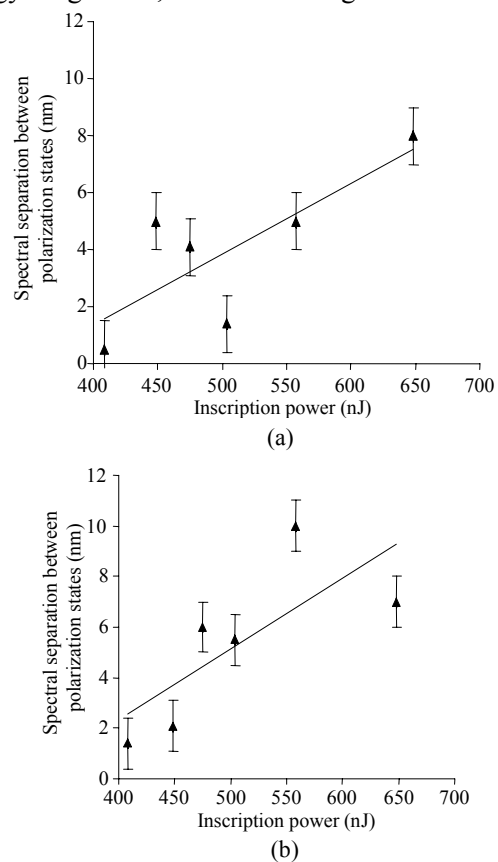 12
10
8
6
4
2
0
400 450 500 550 600 650 700
Spectral separation between
polarization states (nm)
Inscription power (nJ)
(a)
12
10
8
6
4
2
0
400 450 500 550 600 650 700
Spectral separation between
polarization states (nm)
Inscription power (nJ)
(b)